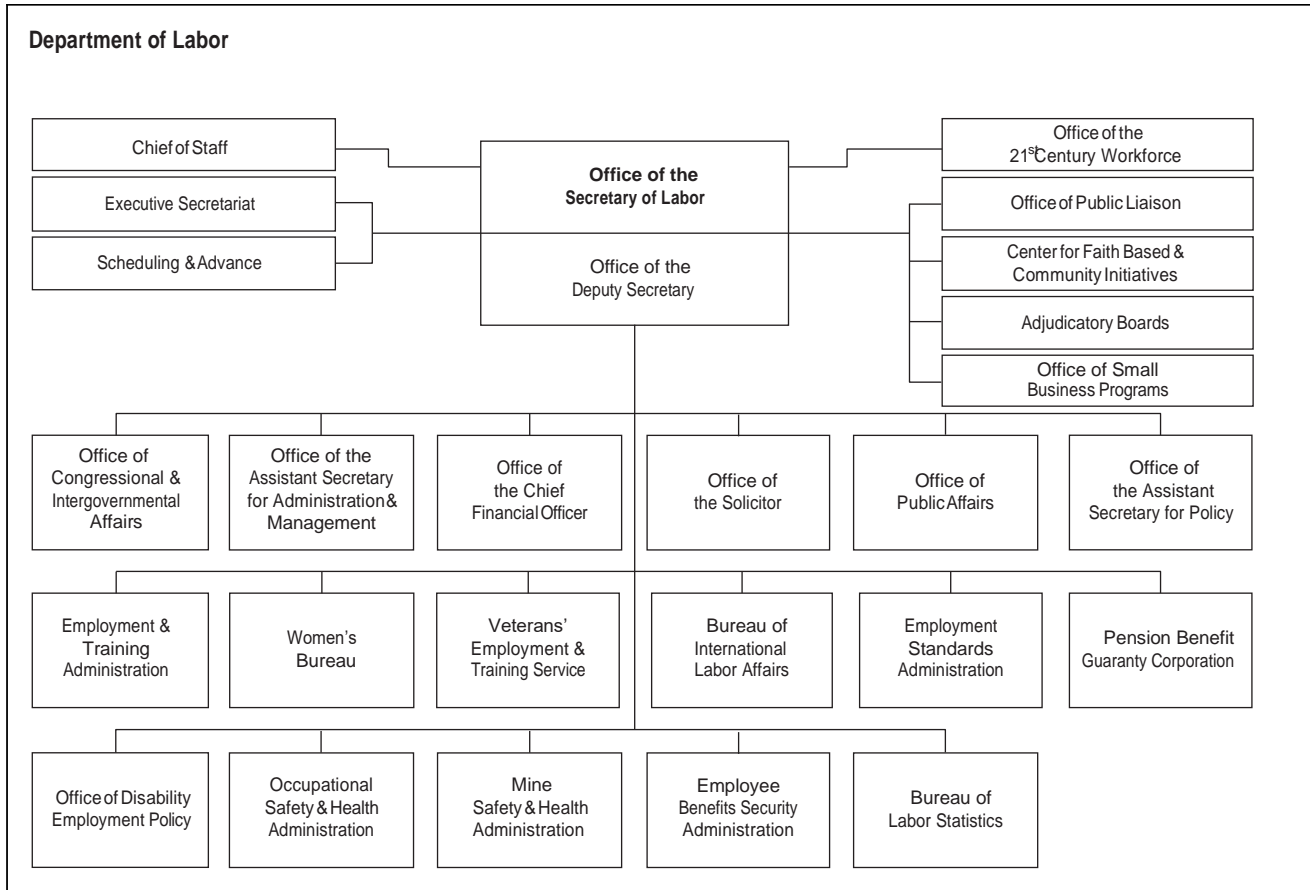 Department of Labor
Chief of Staff
Executive Secretariat
Scheduling & Advance
Office of the
Secretary of Labor
Office of the
Deputy Secretary
Office of the
21st Century Workforce
Office of Public Liaison
Center for Faith Based &
Community Initiatives
Adjudicatory Boards
Office of Small
Business Programs
Office of
Congressional &
Intergovernmental
Affairs
Office of the
Assistant Secretary
for Administration &
Management
Office of
the Chief
Financial Officer
Office of
the Solicitor
Office of
Public Affairs
Office of
the Assistant
Secretary for Policy
Employment &
Training
Administration
Women's
Bureau
Veterans'
Employment &
Training Service
Bureau of
International
Labor Affairs
Employment
Standards
Administration
Pension Benefit
Guaranty Corporation
Office of Disability
Employment Policy
Occupational
Safety & Health
Administration
Mine
Safety & Health
Administration
Employee
Benefits Security
Administration
Bureau of
Labor Statistics